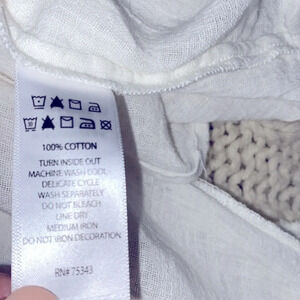 100% COTTON
TURN INSIDE OUT
MACHINE WASH COOL
DELICATE CYCLE
WASH SEPARATELY
DO NOT BLEACH
LINE DRY
MEDIUM IRON
DO NOT IRON DECORATION
RN# 75343